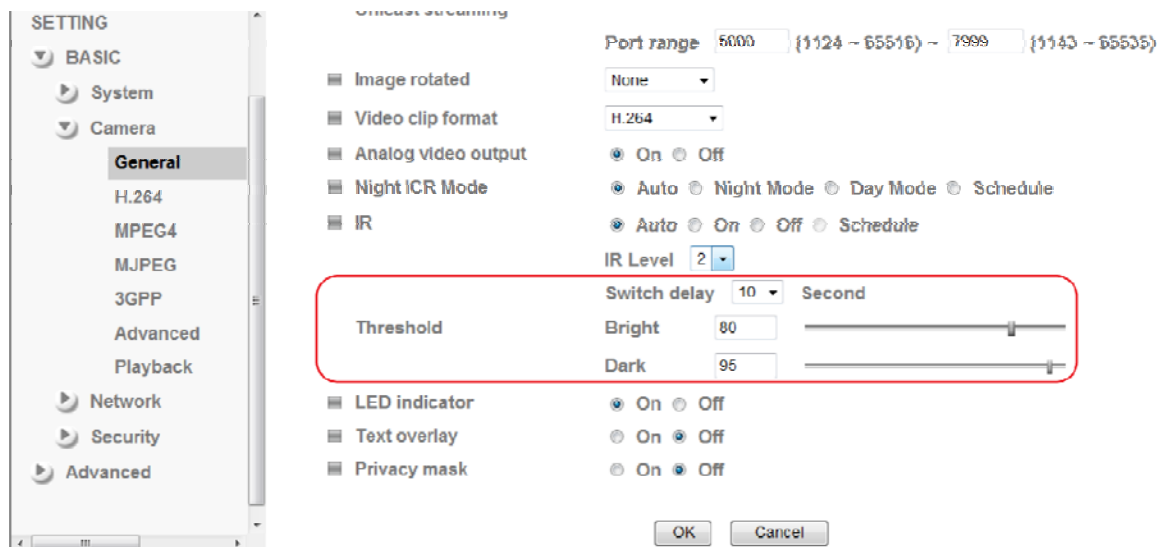 SETTING
BASIC
System
Camera
General
H.264
MPEG4
MJPEG
3GPP
Advanced
Playback
Network
Security
Advanced
Unicast streaming
Port range 5000 (1124 ~ 65516) ~ 7999 (1143 ~ 65535)
Image rotated None
Video clip format H.264
Analog video output On Off
Night ICR Mode Auto Night Mode Day Mode Schedule
IR Auto On Off Schedule
IR Level 2
Switch delay 10 Second
Threshold Bright 80
Dark 95
LED indicator On Off
Text overlay On Off
Privacy mask On Off
OK Cancel